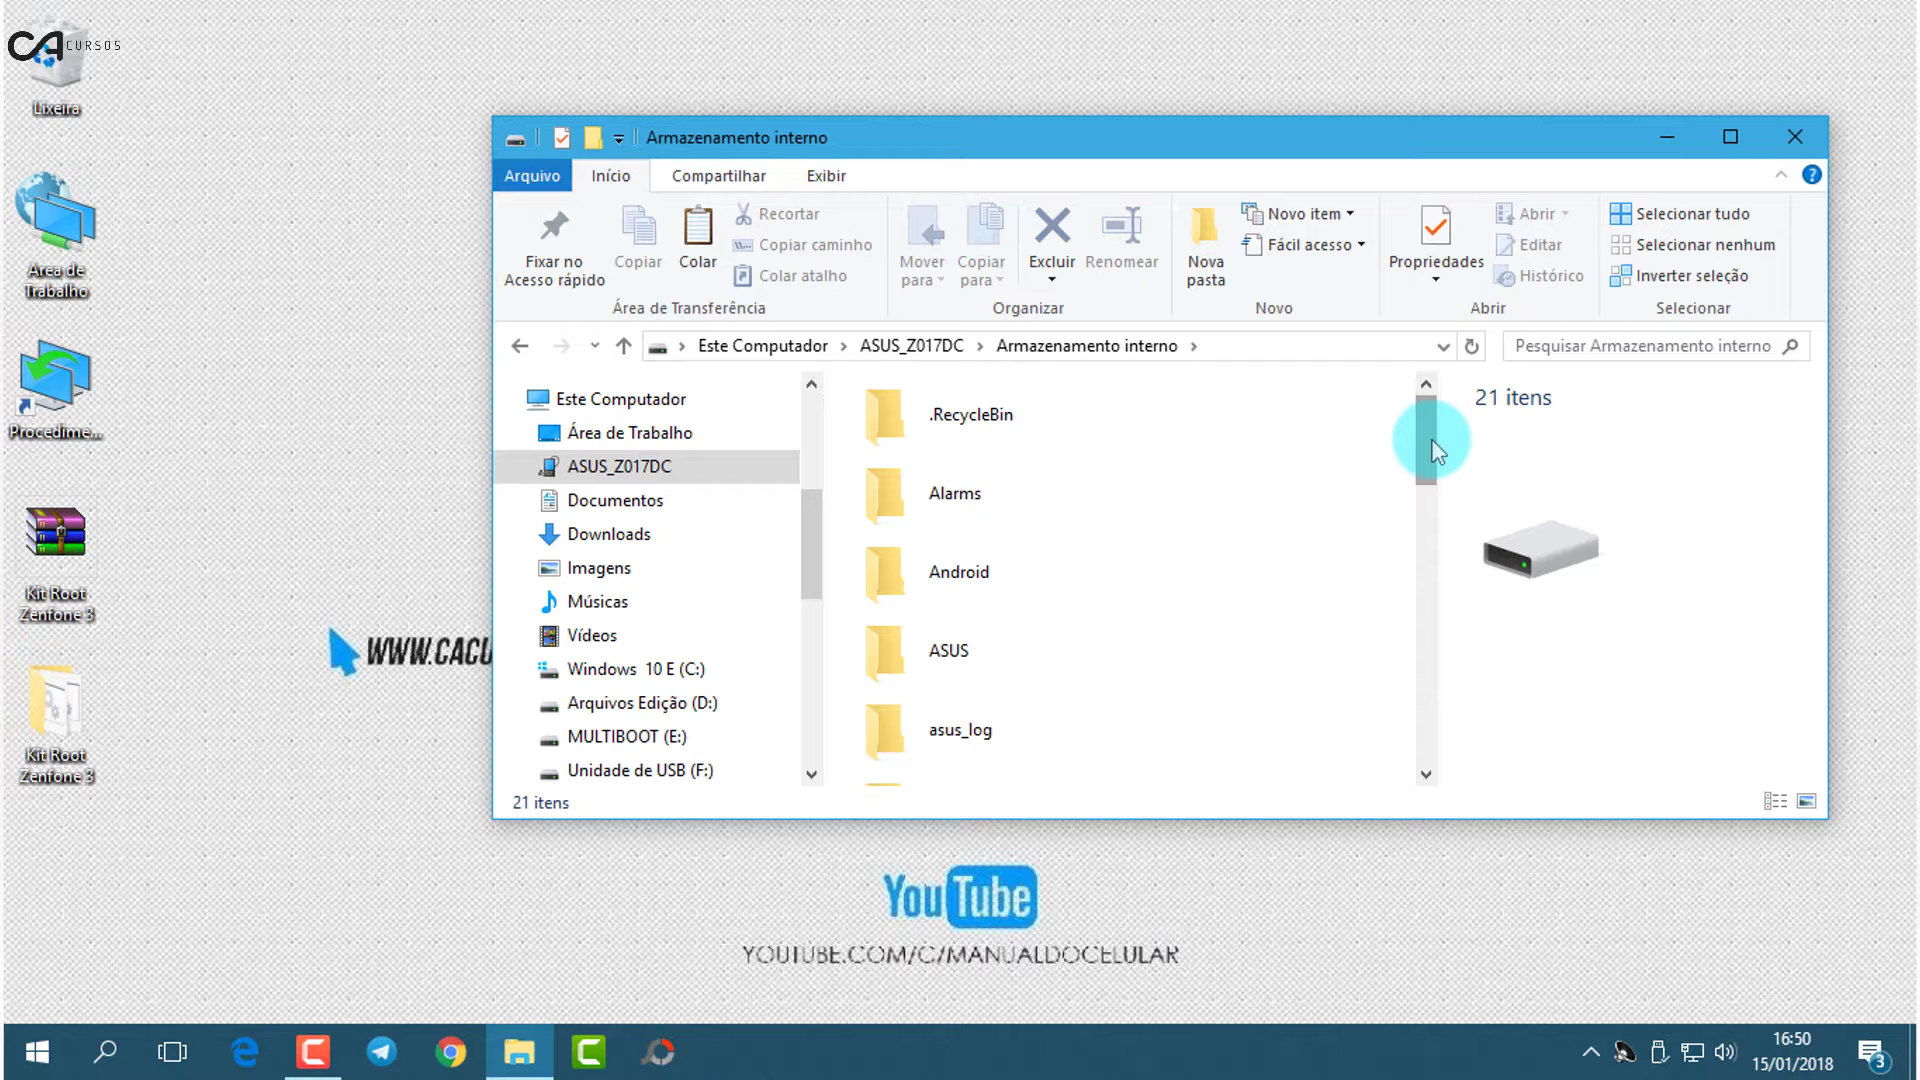 CA CURSOS
Lixeira
Área de
Trabalho
Procedime...
Kit Root
Zenfone 3
Kit Root
Zenfone 3
WWW.CACU
Armazenamento interno
Arquivo
Início
Compartilhar
Exibir
Fixar no
Acesso rápido
Copiar
Colar
Recortar
Copiar caminho
Colar atalho
Área de Transferência
Mover
para
Copiar
para
Excluir
Renomear
Organizar
Nova
pasta
Novo item
Fácil acesso
Novo
Propriedades
Abrir
Editar
Histórico
Abrir
Selecionar tudo
Selecionar nenhum
Inverter seleção
Selecionar
Este Computador
ASUS_Z017DC
Armazenamento interno
Pesquisar Armazenamento interno
Este Computador
Área de Trabalho
ASUS_Z017DC
Documentos
Downloads
Imagens
Músicas
Vídeos
Windows 10 E (C:)
Arquivos Edição (D:)
MULTIBOOT (E:)
Unidade de USB (F:)
.RecycleBin
Alarms
Android
ASUS
asus_log
21 itens
21 itens
YouTube
YOUTUBE.COM/C/MANUALDOCELULAR
16:50
15/01/2018
3